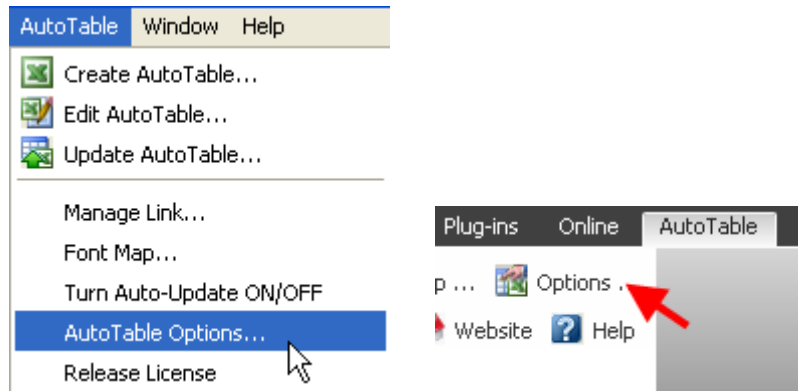 AutoTable Window Help
Create AutoTable...
Edit AutoTable...
Update AutoTable...
Manage Link...
Font Map...
Turn Auto-Update ON/OFF
AutoTable Options...
Release License
Plug-ins Online AutoTable
p ... Options .
Website Help